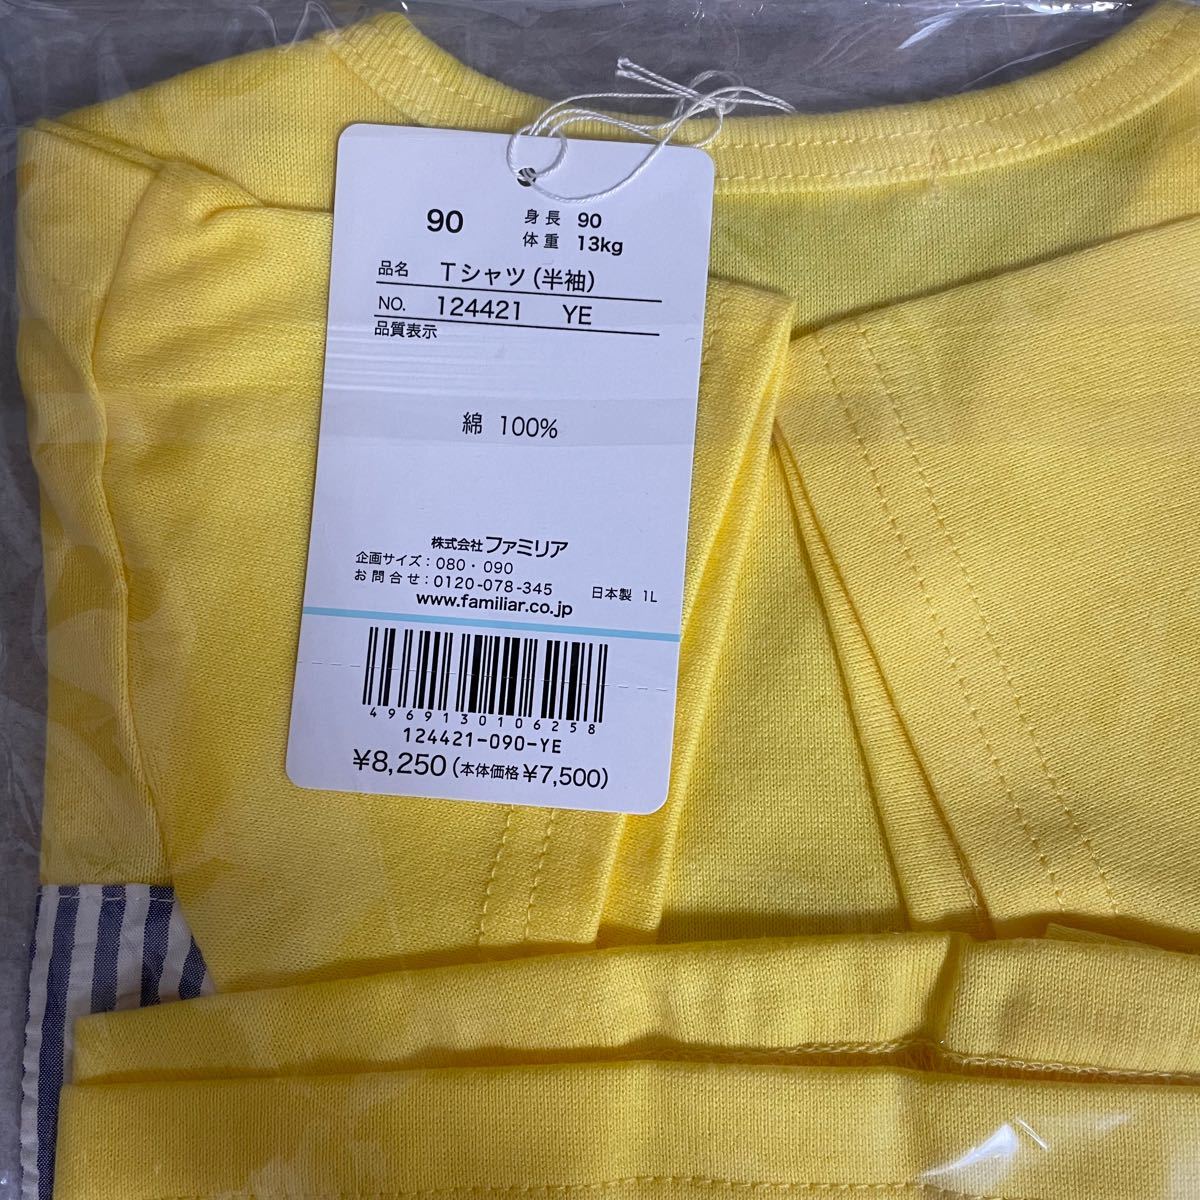 90
身長 90
体重 13kg
品名 Tシャツ(半袖)
NO. 124421 YE
品質表示
綿 100%
株式会社ファミリア
企画サイズ:080・090
お問合せ:0120-078-345 日本製 1L
www.familiar.co.jp
4969130106258
124421-090-YE
¥8,250(本体価格¥7,500)